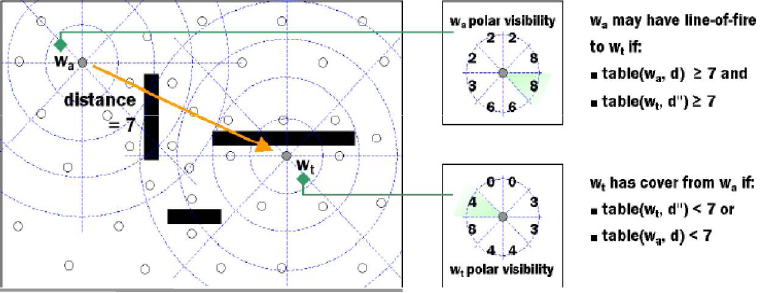 wa
distance
= 7
wt
wa polar visibility
2 2
2 8
3 8
6 6
0 0
4 3
8 3
4 4
wt polar visibility
wa may have line-of-fire
to wt if:
■ table(wa, d) ≥ 7 and
■ table(wt, d") ≥ 7
wt has cover from wa if:
■ table(wt, d") < 7 or
■ table(wa, d) < 7